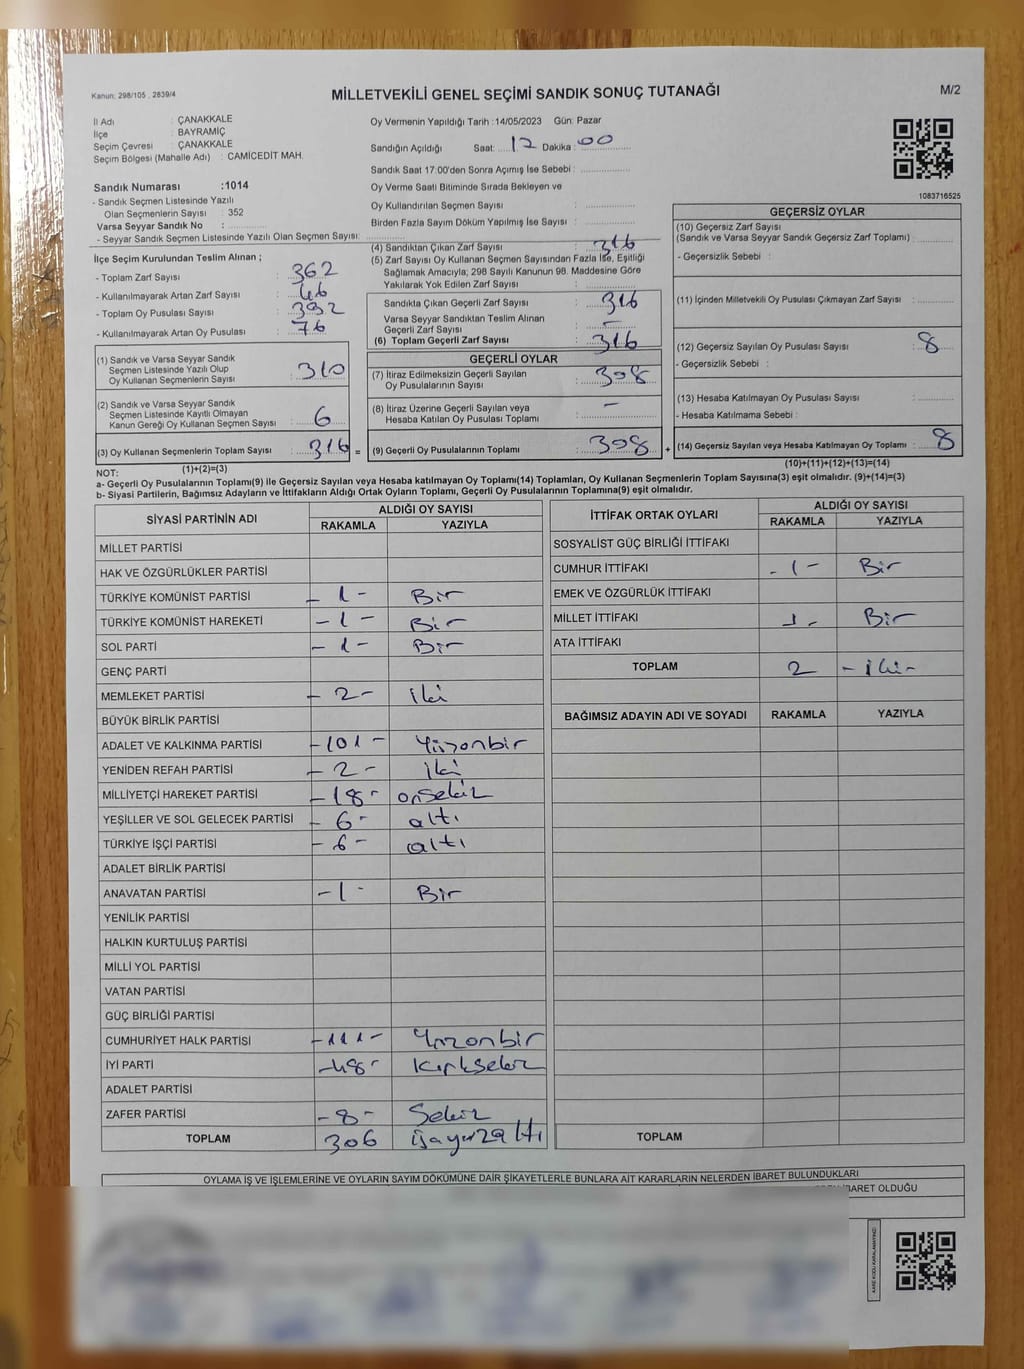 Kanun: 298/105 , 2839/4
MİLLETVEKİLİ GENEL SEÇİMİ SANDIK SONUÇ TUTANAĞI
M/2
İl Adı : ÇANAKKALE
İlçe : BAYRAMİÇ
Seçim Çevresi : ÇANAKKALE
Seçim Bölgesi (Mahalle Adı) : CAMİCEDİT MAH.
Sandık Numarası :1014
- Sandık Seçmen Listesinde Yazılı
Olan Seçmenlerin Sayısı : 352
Varsa Seyyar Sandık No :
- Seyyar Sandık Seçmen Listesinde Yazılı Olan Seçmen Sayısı:
Oy Vermenin Yapıldığı Tarih :14/05/2023 Gün: Pazar
Sandığın Açıldığı Saat: 17 Dakika : 00
Sandık Saat 17:00'den Sonra Açımış İse Sebebi :
Oy Verme Saati Bitiminde Sırada Bekleyen ve
Oy Kullandırılan Seçmen Sayısı :
Birden Fazla Sayım Döküm Yapılmış İse Sayısı :
1083716525
İlçe Seçim Kurulundan Teslim Alınan ;
- Toplam Zarf Sayısı : 362
- Kullanılmayarak Artan Zarf Sayısı : 46
- Toplam Oy Pusulası Sayısı : 392
- Kullanılmayarak Artan Oy Pusulası : 76
(1) Sandık ve Varsa Seyyar Sandık
Seçmen Listesinde Yazılı Olup
Oy Kullanan Seçmenlerin Sayısı : 310
(2) Sandık ve Varsa Seyyar Sandık
Seçmen Listesinde Kayıtlı Olmayan
Kanun Gereği Oy Kullanan Seçmen Sayısı : 6
(3) Oy Kullanan Seçmenlerin Toplam Sayısı : 316 =
(4) Sandıktan Çıkan Zarf Sayısı : 316
(5) Zarf Sayısı Oy Kullanan Seçmen Sayısından Fazla İse, Eşitliği
Sağlamak Amacıyla; 298 Sayılı Kanunun 98. Maddesine Göre
Yakılarak Yok Edilen Zarf Sayısı :
Sandıkta Çıkan Geçerli Zarf Sayısı : 316
Varsa Seyyar Sandıktan Teslim Alınan
Geçerli Zarf Sayısı : -
(6) Toplam Geçerli Zarf Sayısı : 316
GEÇERLİ OYLAR
(7) İtiraz Edilmeksizin Geçerli Sayılan
Oy Pusulalarının Sayısı : 308
(8) İtiraz Üzerine Geçerli Sayılan veya
Hesaba Katılan Oy Pusulası Toplamı : -
(9) Geçerli Oy Pusulalarının Toplamı : 308 +
GEÇERSİZ OYLAR
(10) Geçersiz Zarf Sayısı
(Sandık ve Varsa Seyyar Sandık Geçersiz Zarf Toplamı) :
- Geçersizlik Sebebi :
(11) İçinden Milletvekili Oy Pusulası Çıkmayan Zarf Sayısı :
(12) Geçersiz Sayılan Oy Pusulası Sayısı : 8
- Geçersizlik Sebebi :
(13) Hesaba Katılmayan Oy Pusulası Sayısı :
- Hesaba Katılmama Sebebi :
(14) Geçersiz Sayılan veya Hesaba Katılmayan Oy Toplamı : 8
NOT: (1)+(2)=(3) (10)+(11)+(12)+(13)=(14)
a- Geçerli Oy Pusulalarının Toplamı(9) ile Geçersiz Sayılan veya Hesaba katılmayan Oy Toplamı(14) Toplamları, Oy Kullanan Seçmenlerin Toplam Sayısına(3) eşit olmalıdır. (9)+(14)=(3)
b- Siyasi Partilerin, Bağımsız Adayların ve İttifakların Aldığı Ortak Oyların Toplamı, Geçerli Oy Pusulalarının Toplamına(9) eşit olmalıdır.
SİYASİ PARTİNİN ADI ALDIĞI OY SAYISI
RAKAMLA YAZIYLA
MİLLET PARTİSİ
HAK VE ÖZGÜRLÜKLER PARTİSİ
TÜRKİYE KOMÜNİST PARTİSİ - 1 - Bir
TÜRKİYE KOMÜNİST HAREKETİ - 1 - Bir
SOL PARTİ - 1 - Bir
GENÇ PARTİ
MEMLEKET PARTİSİ - 2 - iki
BÜYÜK BİRLİK PARTİSİ
ADALET VE KALKINMA PARTİSİ - 101 - Yüzonbir
YENİDEN REFAH PARTİSİ - 2 - iki
MİLLİYETÇİ HAREKET PARTİSİ - 18 - onsekiz
YEŞİLLER VE SOL GELECEK PARTİSİ - 6 - altı
TÜRKİYE İŞÇİ PARTİSİ - 6 - altı
ADALET BİRLİK PARTİSİ
ANAVATAN PARTİSİ - 1 - Bir
YENİLİK PARTİSİ
HALKIN KURTULUŞ PARTİSİ
MİLLİ YOL PARTİSİ
VATAN PARTİSİ
GÜÇ BİRLİĞİ PARTİSİ
CUMHURİYET HALK PARTİSİ - 111 - Yüzonbir
İYİ PARTİ - 48 - Kırksekiz
ADALET PARTİSİ
ZAFER PARTİSİ - 8 - Sekiz
TOPLAM 306 üçyüzaltı
İTTİFAK ORTAK OYLARI ALDIĞI OY SAYISI
RAKAMLA YAZIYLA
SOSYALİST GÜÇ BİRLİĞİ İTTİFAKI
CUMHUR İTTİFAKI - 1 - Bir
EMEK VE ÖZGÜRLÜK İTTİFAKI
MİLLET İTTİFAKI 1 - Bir
ATA İTTİFAKI
TOPLAM 2 - iki -
BAĞIMSIZ ADAYIN ADI VE SOYADI RAKAMLA YAZIYLA
TOPLAM
OYLAMA İŞ VE İŞLEMLERİNE VE OYLARIN SAYIM DÖKÜMÜNE DAİR ŞİKAYETLERLE BUNLARA AİT KARARLARIN NELERDEN İBARET BULUNDUKLARI
İBARET OLDUĞU
KARE KODU KARALAMAYINIZ!